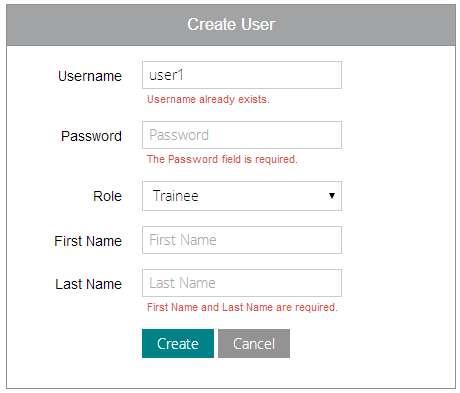 Create User
Username user1
Username already exists.
Password Password
The Password field is required.
Role Trainee
First Name First Name
Last Name Last Name
First Name and Last Name are required.
Create Cancel